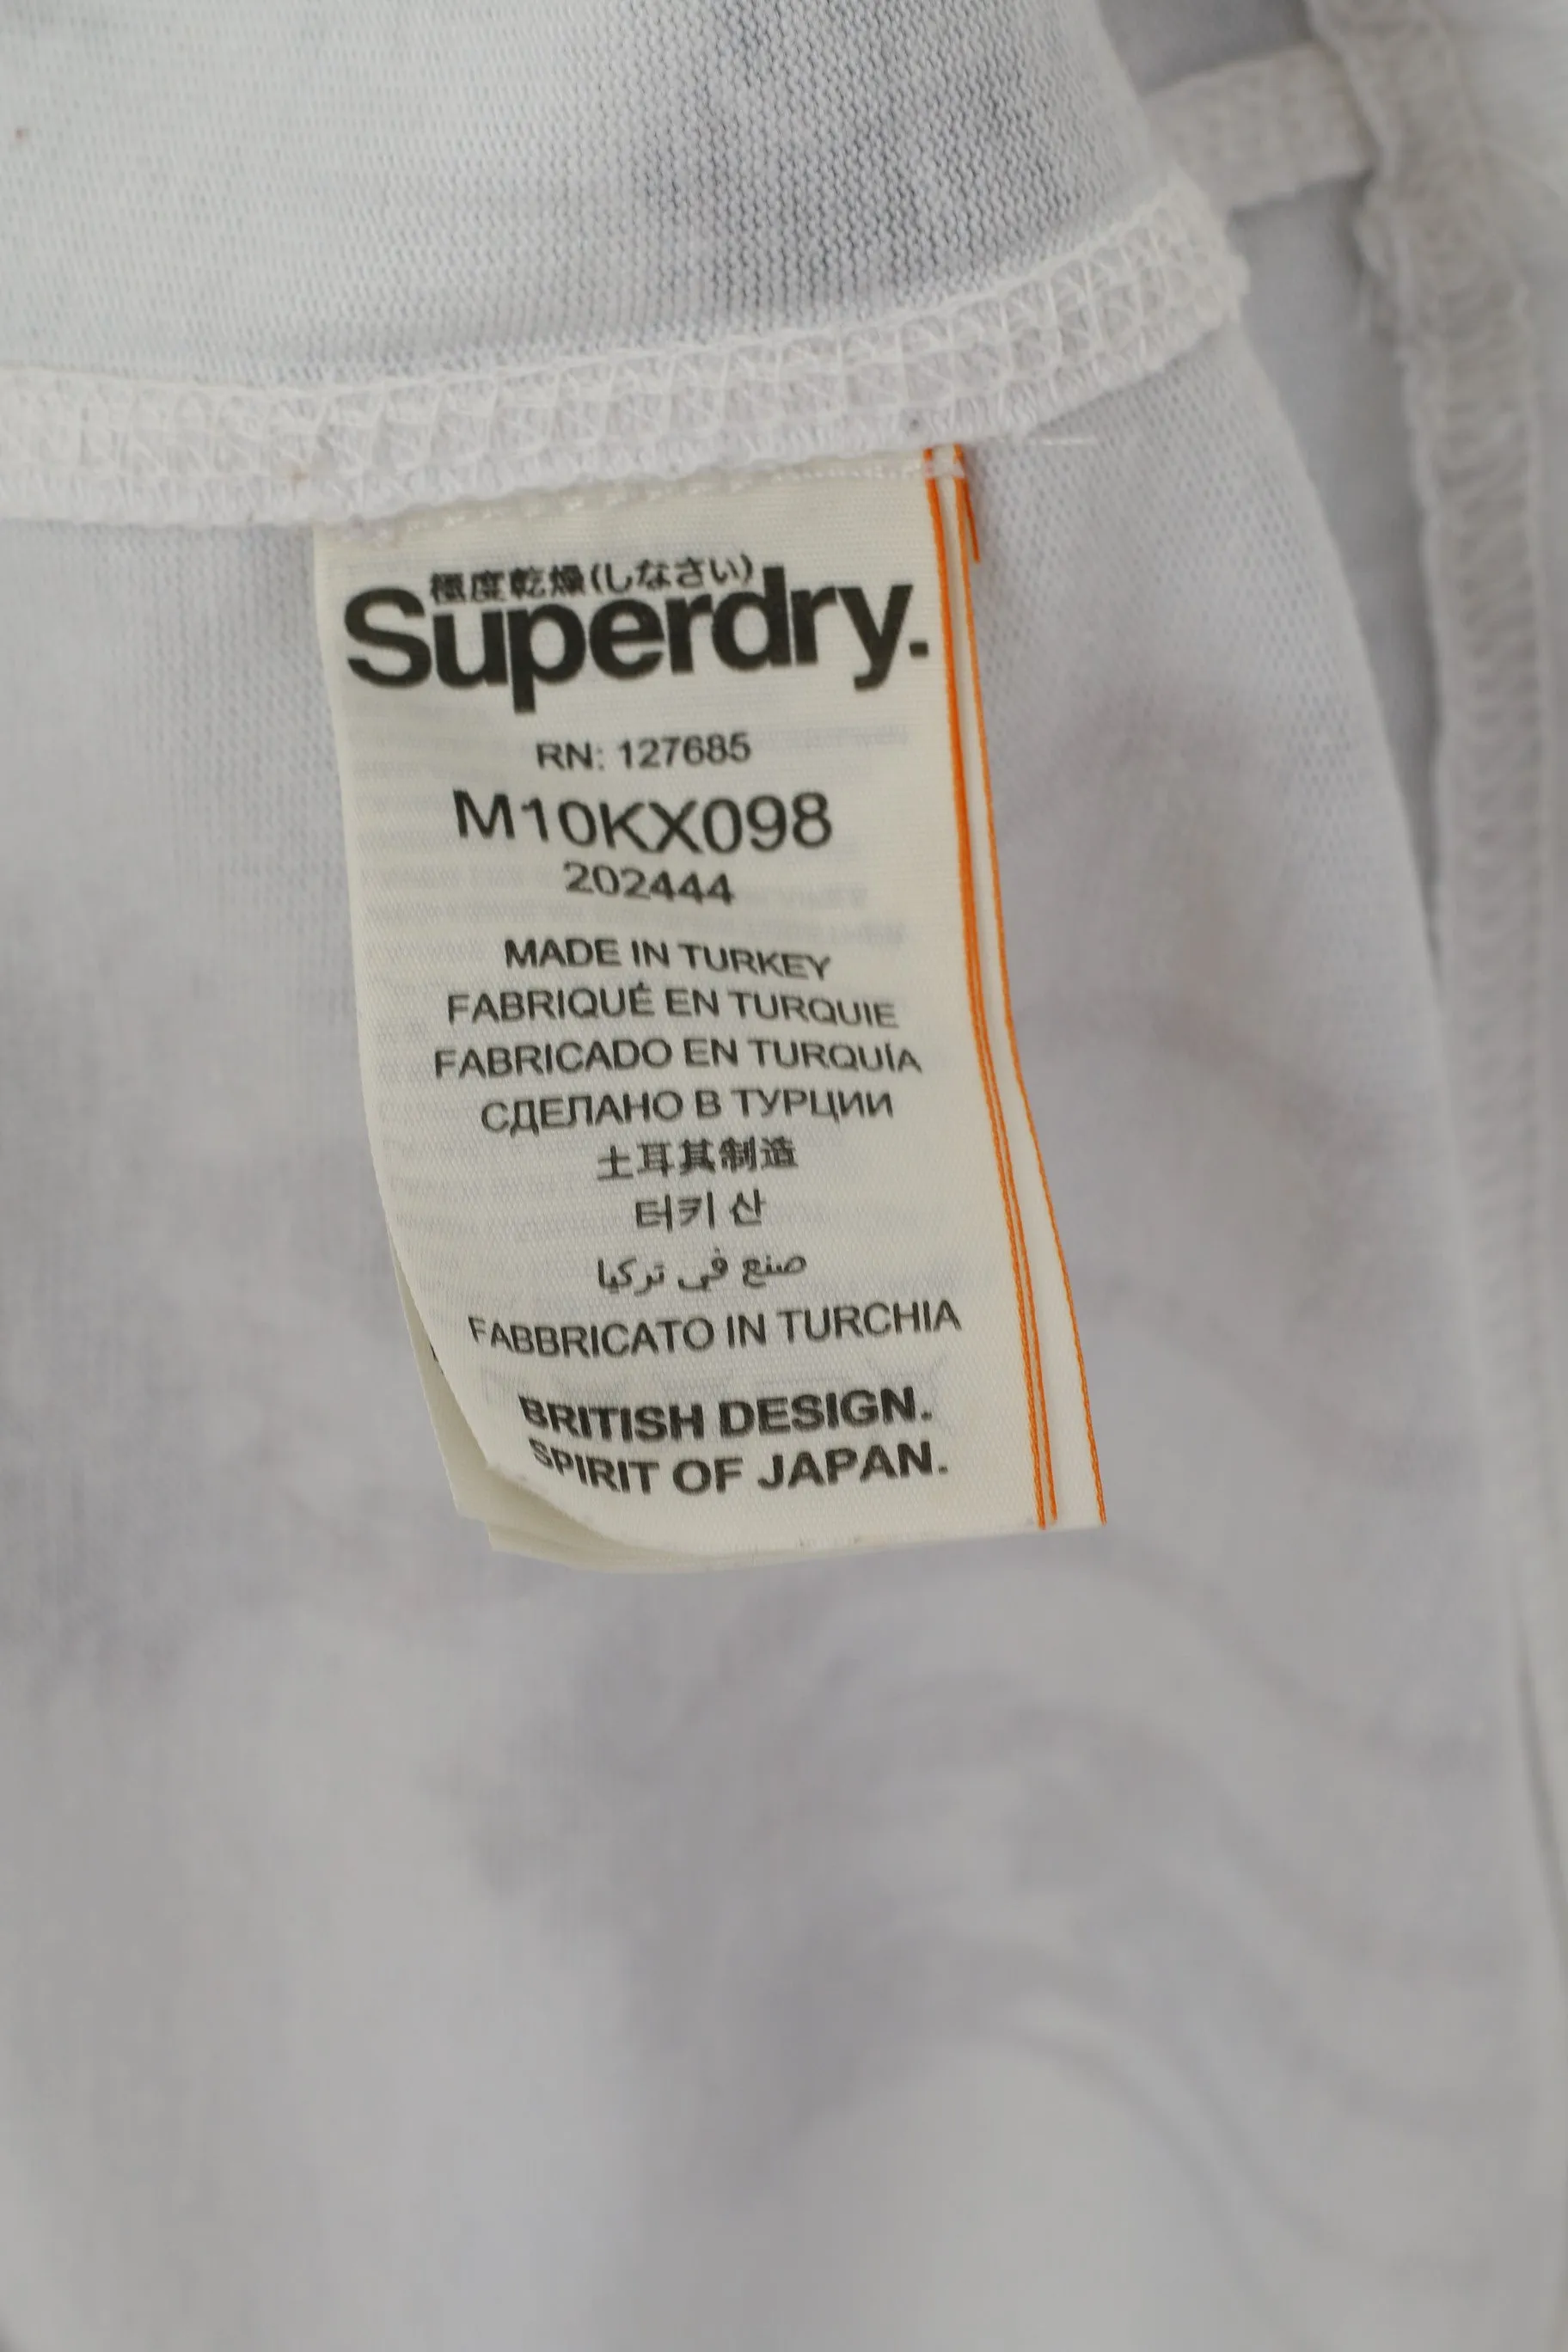 極度乾燥(しなさい)
Superdry.
RN: 127685
M10KX098
202444
MADE IN TURKEY
FABRIQUÉ EN TURQUIE
FABRICADO EN TURQUÍA
СДЕЛАНО В ТУРЦИИ
土耳其制造
터키 산
صنع في تركيا
FABBRICATO IN TURCHIA
BRITISH DESIGN.
SPIRIT OF JAPAN.